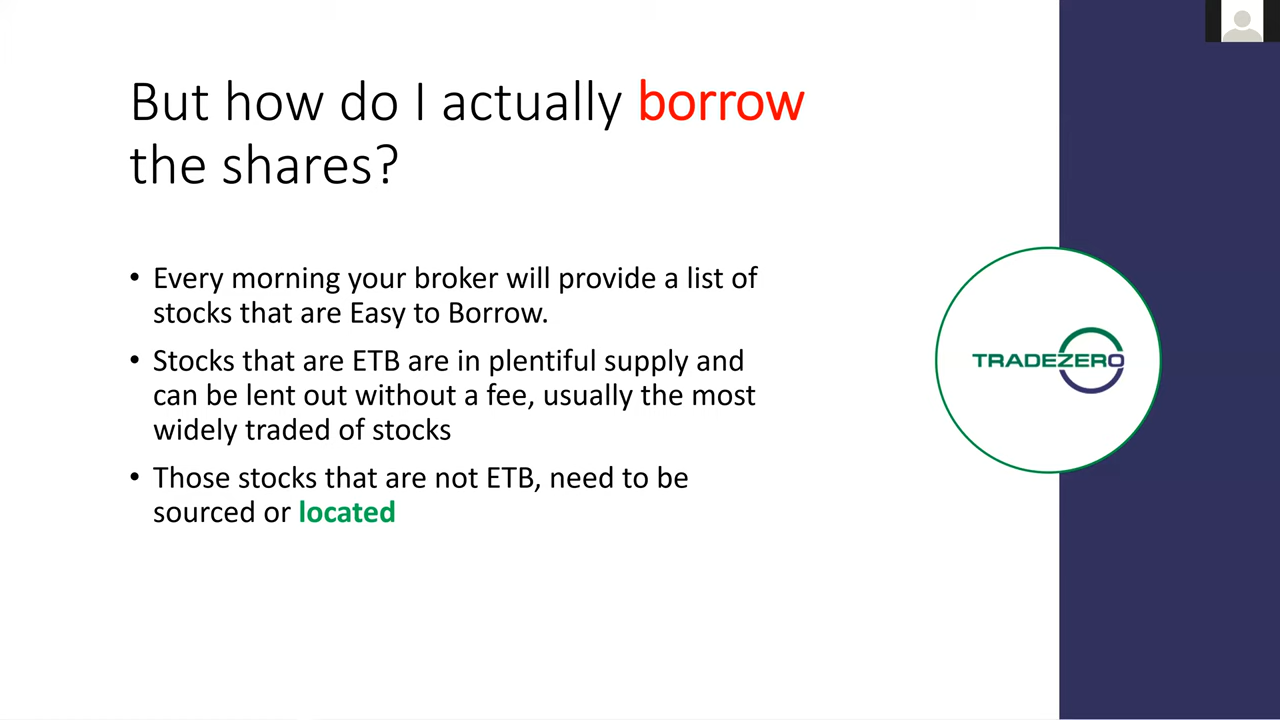 But how do I actually borrow
the shares?
• Every morning your broker will provide a list of
stocks that are Easy to Borrow.
• Stocks that are ETB are in plentiful supply and
can be lent out without a fee, usually the most
widely traded of stocks
• Those stocks that are not ETB, need to be
sourced or located
TRADEZERO